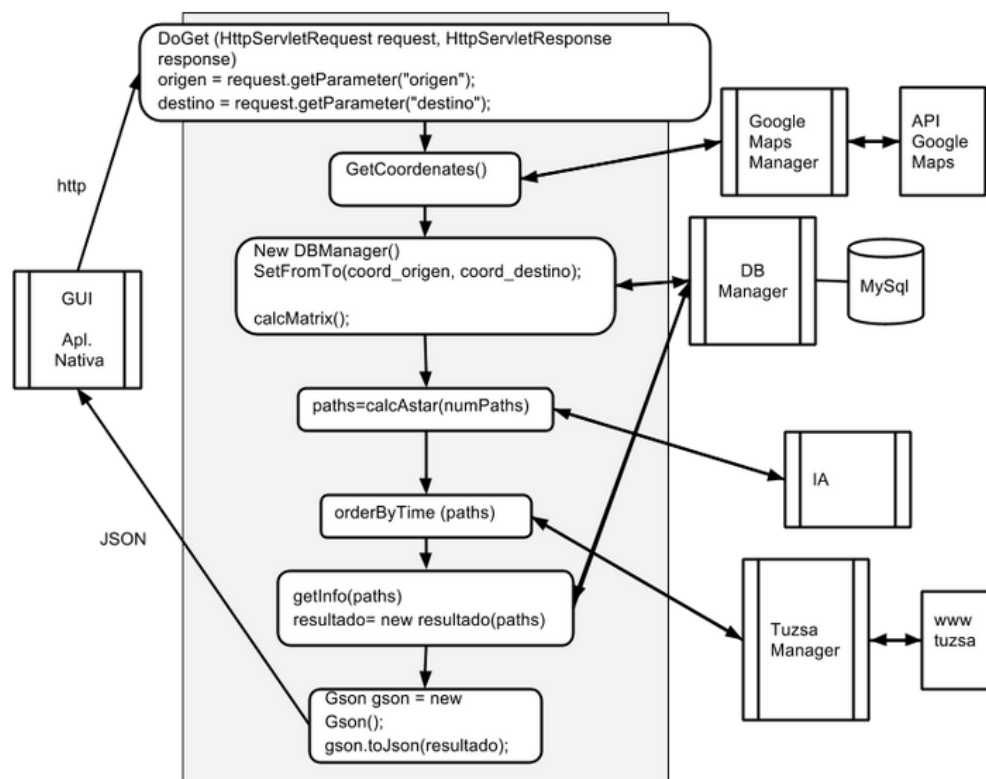 DoGet (HttpServletRequest request, HttpServletResponse
response)
origen = request.getParameter("origen");
destino = request.getParameter("destino");
GetCoordenates()
Google
Maps
Manager
API
Google
Maps
http
New DBManager()
SetFromTo(coord_origen, coord_destino);
calcMatrix();
DB
Manager
MySql
GUI
Apl.
Nativa
paths=calcAstar(numPaths)
IA
orderByTime (paths)
JSON
getInfo(paths)
resultado= new resultado(paths)
Tuzsa
Manager
www
tuzsa
Gson gson = new
Gson();
gson.toJson(resultado);